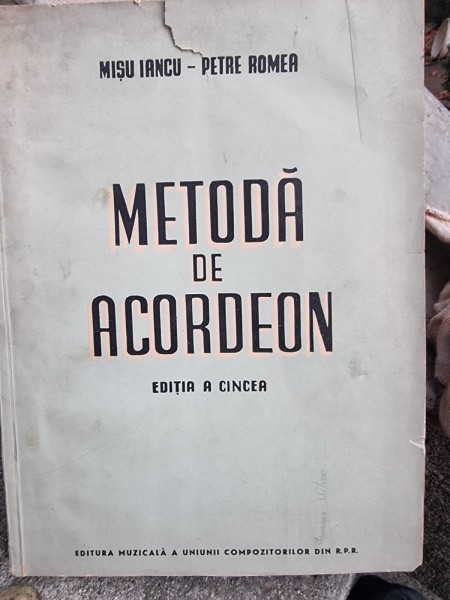 MIȘU IANCU - PETRE ROMEA
METODĂ
DE
ACORDEON
EDIȚIA A CINCEA
EDITURA MUZICALĂ A UNIUNII COMPOZITORILOR DIN R.P.R.